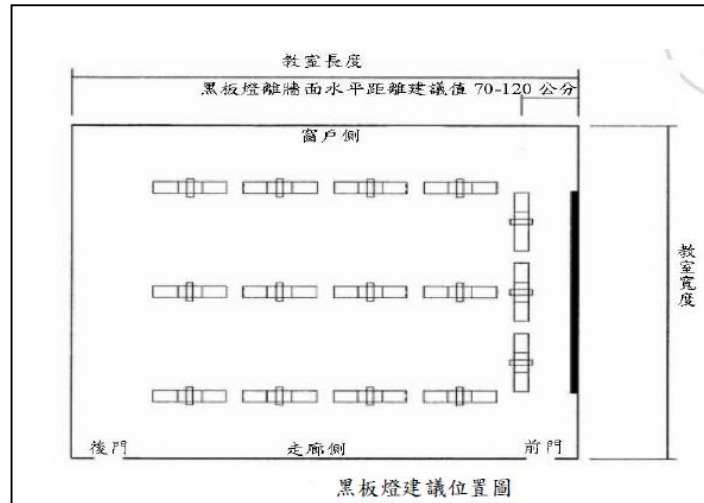 教室長度
黑板燈離牆面水平距離建議值 70-120 公分
窗戶側
教室寬度
後門
走廊側
前門
黑板燈建議位置圖